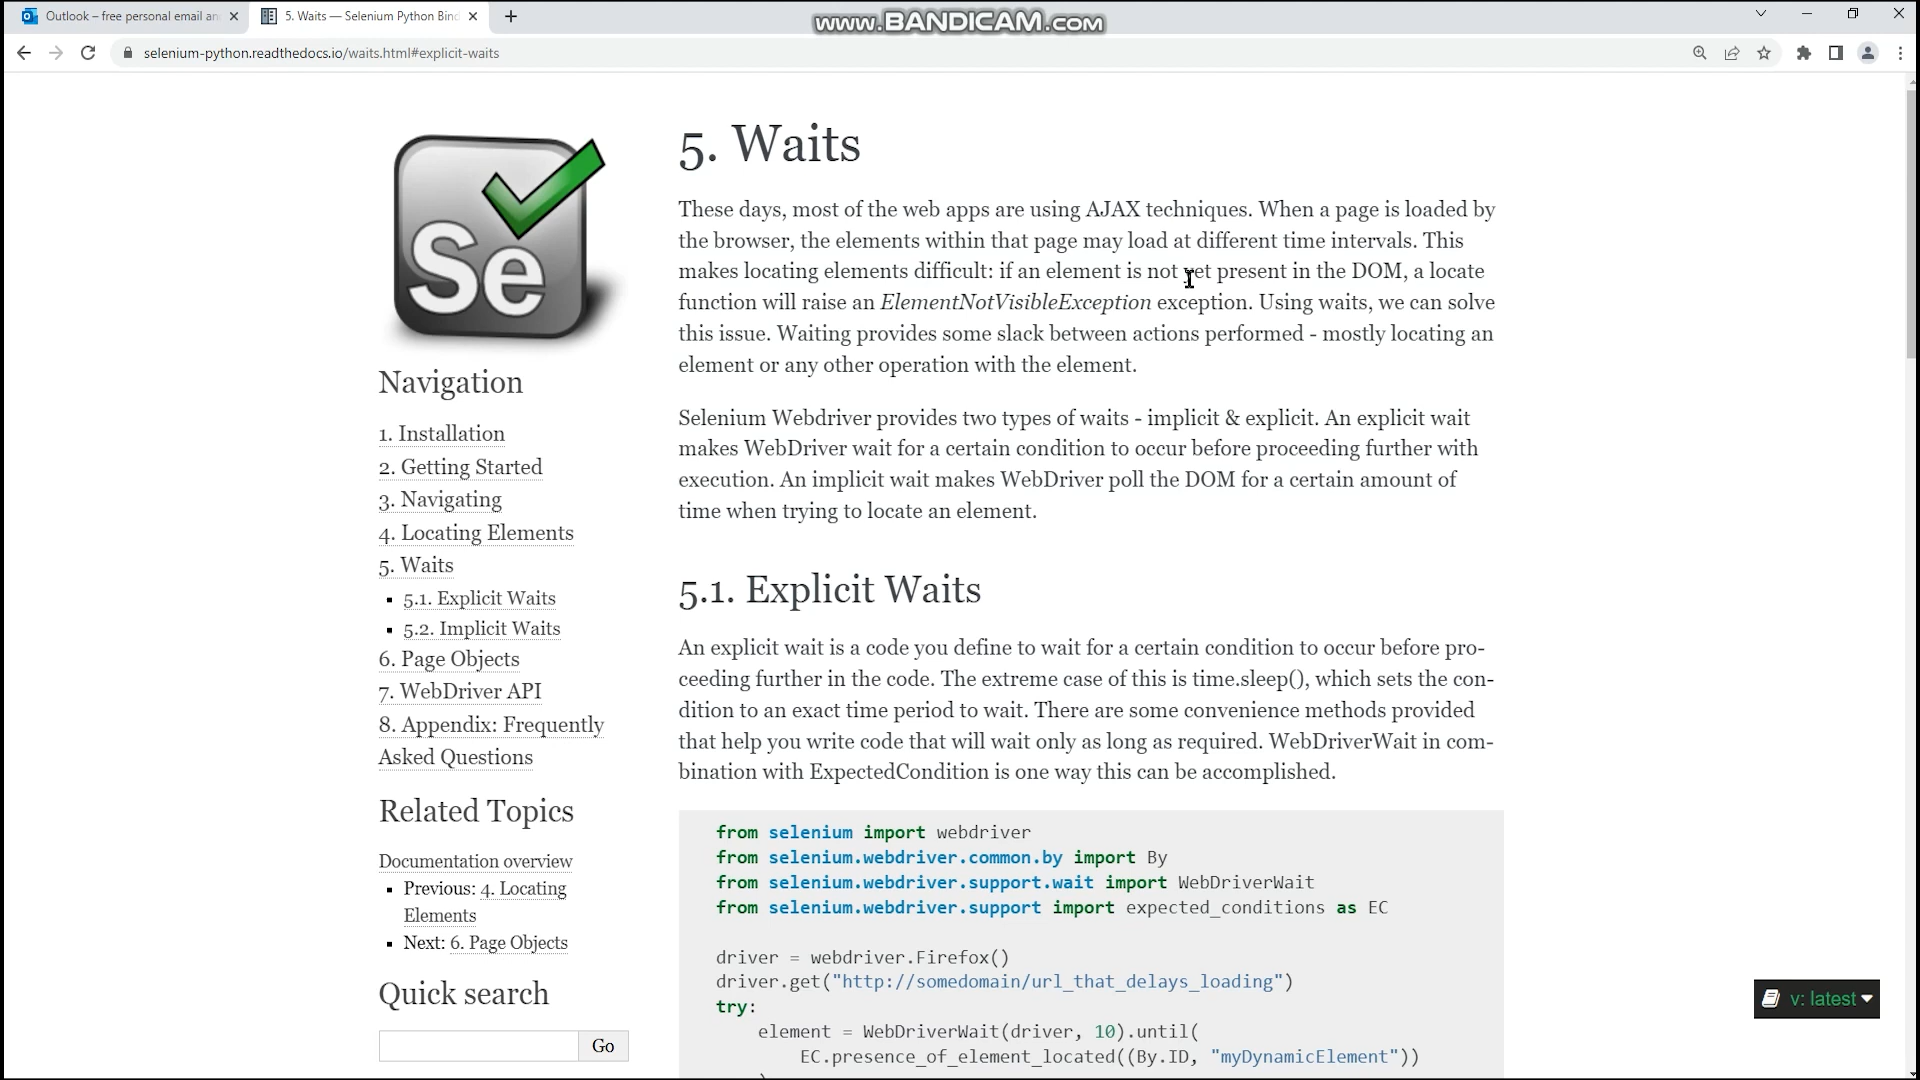 Outlook – free personal email an
5. Waits — Selenium Python Bind
WWW.BANDICAM.COM
selenium-python.readthedocs.io/waits.html#explicit-waits
Se
Navigation
1. Installation
2. Getting Started
3. Navigating
4. Locating Elements
5. Waits
5.1. Explicit Waits
5.2. Implicit Waits
6. Page Objects
7. WebDriver API
8. Appendix: Frequently
Asked Questions
Related Topics
Documentation overview
Previous: 4. Locating
Elements
Next: 6. Page Objects
Quick search
Go
5. Waits
These days, most of the web apps are using AJAX techniques. When a page is loaded by
the browser, the elements within that page may load at different time intervals. This
makes locating elements difficult: if an element is not yet present in the DOM, a locate
function will raise an ElementNotVisibleException exception. Using waits, we can solve
this issue. Waiting provides some slack between actions performed - mostly locating an
element or any other operation with the element.
Selenium Webdriver provides two types of waits - implicit & explicit. An explicit wait
makes WebDriver wait for a certain condition to occur before proceeding further with
execution. An implicit wait makes WebDriver poll the DOM for a certain amount of
time when trying to locate an element.
5.1. Explicit Waits
An explicit wait is a code you define to wait for a certain condition to occur before pro-
ceeding further in the code. The extreme case of this is time.sleep(), which sets the con-
dition to an exact time period to wait. There are some convenience methods provided
that help you write code that will wait only as long as required. WebDriverWait in com-
bination with ExpectedCondition is one way this can be accomplished.
from selenium import webdriver
from selenium.webdriver.common.by import By
from selenium.webdriver.support.wait import WebDriverWait
from selenium.webdriver.support import expected_conditions as EC
driver = webdriver.Firefox()
driver.get("http://somedomain/url_that_delays_loading")
try:
element = WebDriverWait(driver, 10).until(
EC.presence_of_element_located((By.ID, "myDynamicElement"))
v: latest